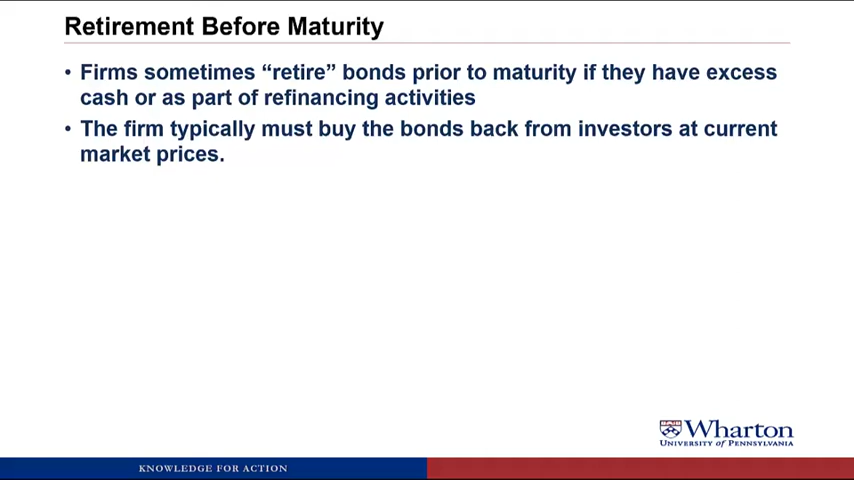 Retirement Before Maturity
• Firms sometimes “retire” bonds prior to maturity if they have excess
cash or as part of refinancing activities
• The firm typically must buy the bonds back from investors at current
market prices.
Wharton
UNIVERSITY of PENNSYLVANIA
KNOWLEDGE FOR ACTION